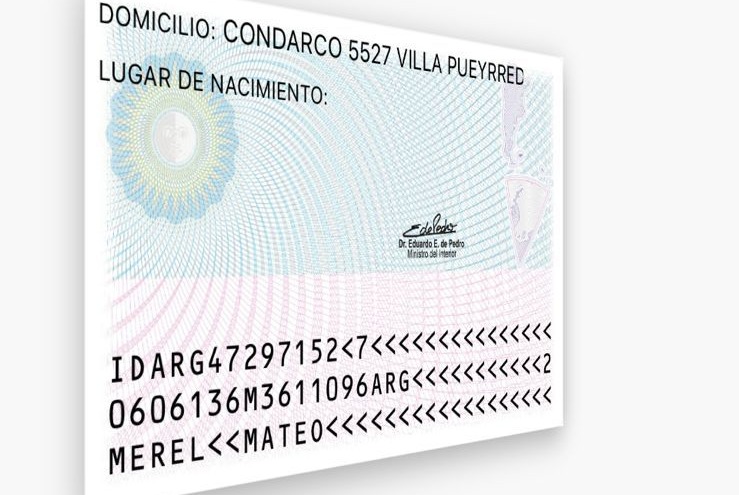 DOMICILIO: CONDARCO 5527 VILLA PUEYRRED
LUGAR DE NACIMIENTO:
Dr. Eduardo E. de Pedro
Ministro del Interior
IDARG47297152<7<<<<<<<<<<<<<<<
0606136M3611096ARG<<<<<<<<<<<2
MEREL<<MATEO<<<<<<<<<<<<<<<<<<